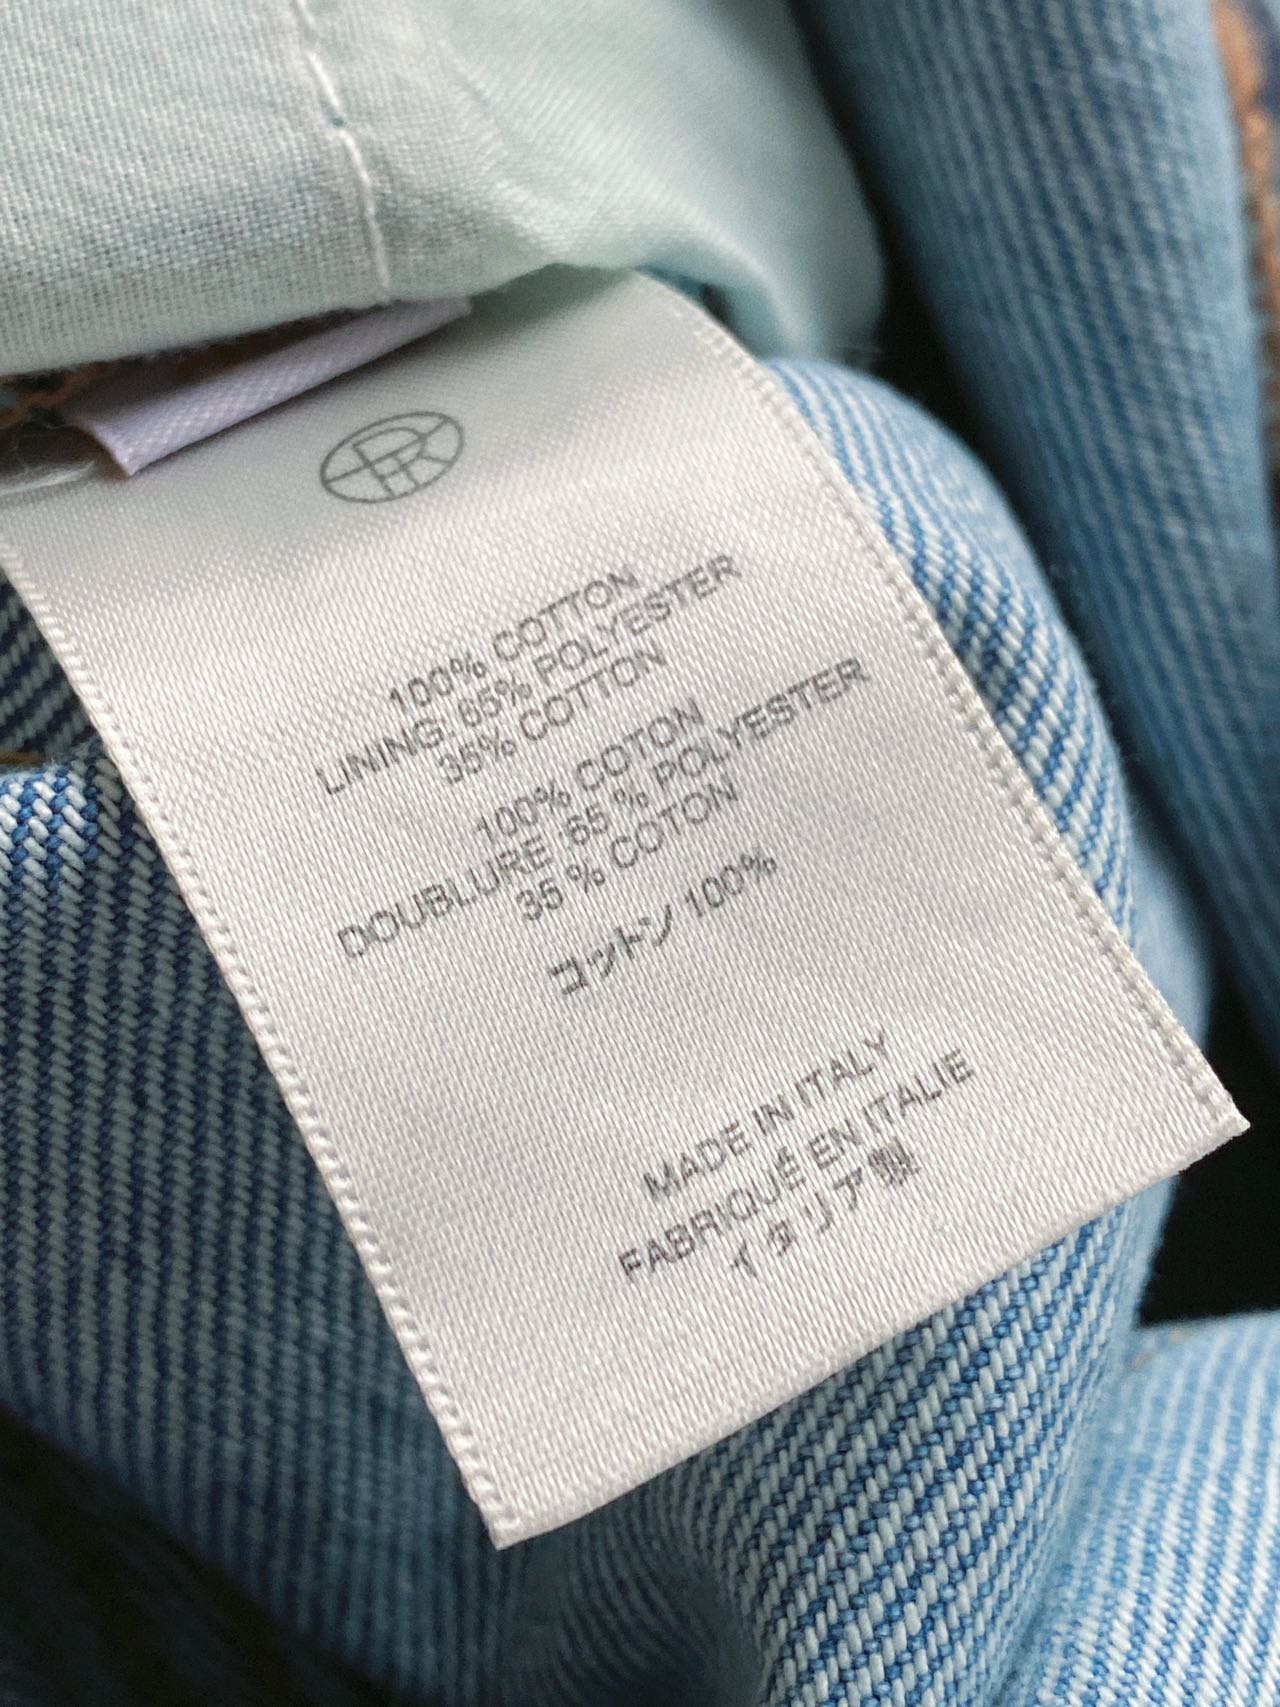 100% COTTON
LINING: 65% POLYESTER
35% COTTON
100% COTON
DOUBLURE : 65 % POLYESTER
35 % COTON
コットン 100%
MADE IN ITALY
FABRIQUÉ EN ITALIE
イタリア製